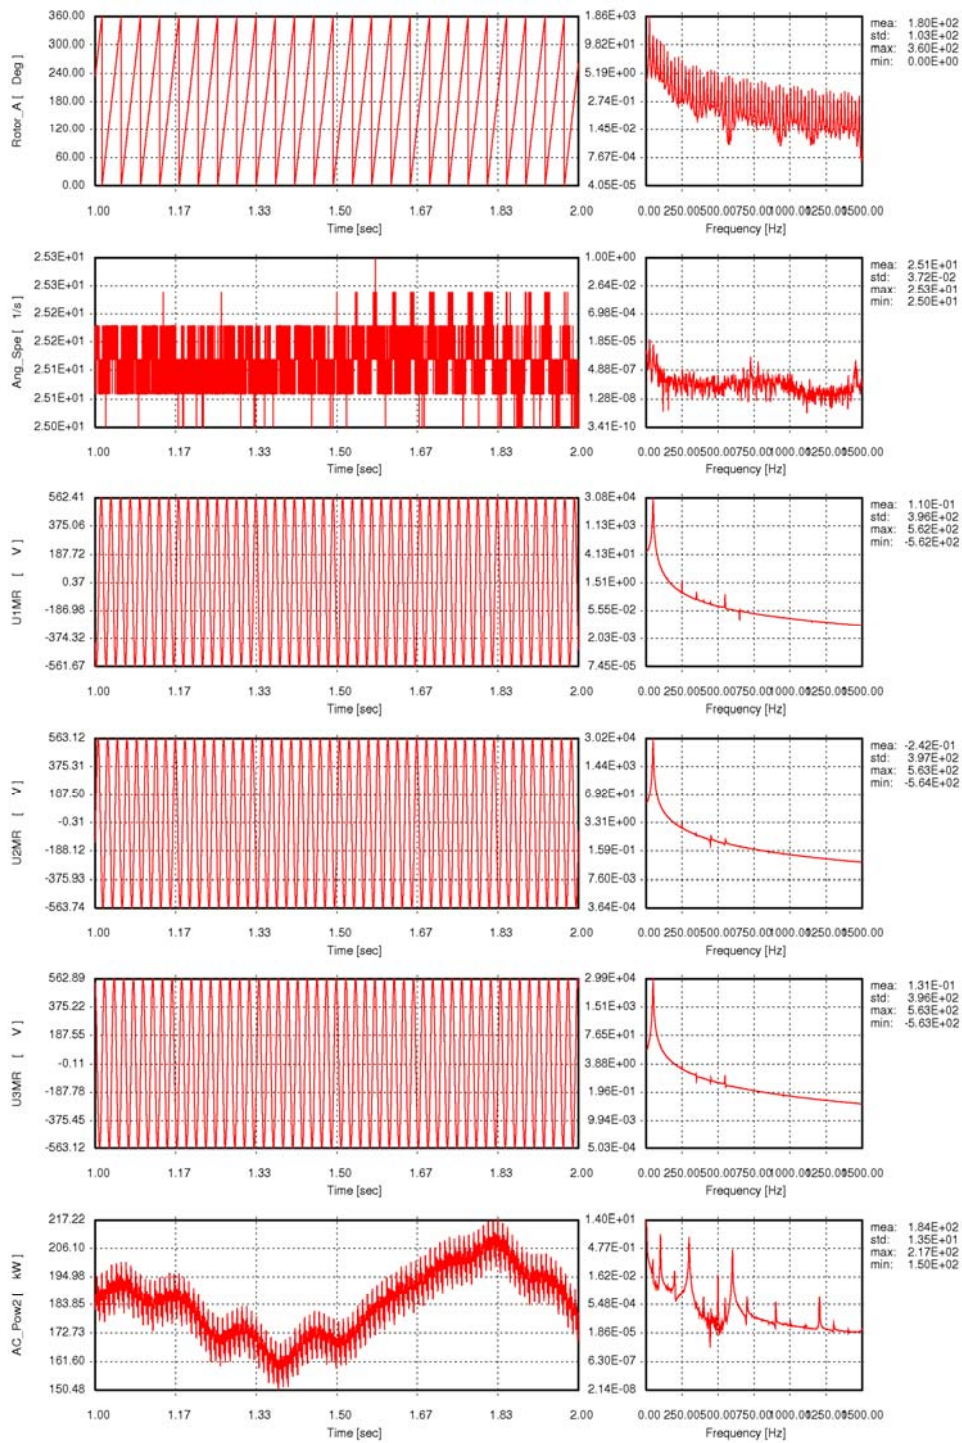 360.00
300.00
240.00
180.00
120.00
60.00
0.00
Rotor_A [ Deg ]
1.00 1.17 1.33 1.50 1.67 1.83 2.00
Time [sec]
1.86E+03
9.82E+01
5.19E+00
2.74E-01
1.45E-02
7.67E-04
4.05E-05
0.00 250.00500.00750.001000.001250.001500.00
Frequency [Hz]
mea: 1.80E+02
std: 1.03E+02
max: 3.60E+02
min: 0.00E+00
2.53E+01
2.53E+01
2.52E+01
2.52E+01
2.51E+01
2.51E+01
2.50E+01
Ang_Spe [ 1/s ]
1.00 1.17 1.33 1.50 1.67 1.83 2.00
Time [sec]
1.00E+00
2.64E-02
6.98E-04
1.85E-05
4.88E-07
1.28E-08
3.41E-10
0.00 250.00500.00750.001000.001250.001500.00
Frequency [Hz]
mea: 2.51E+01
std: 3.72E-02
max: 2.53E+01
min: 2.50E+01
562.41
375.06
187.72
0.37
-186.98
-374.32
-561.67
U1MR [ V ]
1.00 1.17 1.33 1.50 1.67 1.83 2.00
Time [sec]
3.08E+04
1.13E+03
4.13E+01
1.51E+00
5.55E-02
2.03E-03
7.45E-05
0.00 250.00500.00750.001000.001250.001500.00
Frequency [Hz]
mea: 1.10E-01
std: 3.96E+02
max: 5.62E+02
min: -5.62E+02
563.12
375.31
187.50
-0.31
-188.12
-375.93
-563.74
U2MR [ V ]
1.00 1.17 1.33 1.50 1.67 1.83 2.00
Time [sec]
3.02E+04
1.44E+03
6.92E+01
3.31E+00
1.59E-01
7.60E-03
3.64E-04
0.00 250.00500.00750.001000.001250.001500.00
Frequency [Hz]
mea: -2.42E-01
std: 3.97E+02
max: 5.63E+02
min: -5.64E+02
562.89
375.22
187.55
-0.11
-187.78
-375.45
-563.12
U3MR [ V ]
1.00 1.17 1.33 1.50 1.67 1.83 2.00
Time [sec]
2.99E+04
1.51E+03
7.65E+01
3.88E+00
1.96E-01
9.94E-03
5.03E-04
0.00 250.00500.00750.001000.001250.001500.00
Frequency [Hz]
mea: 1.31E-01
std: 3.96E+02
max: 5.63E+02
min: -5.63E+02
217.22
206.10
194.98
183.85
172.73
161.60
150.48
AC_Pow2 [ kW ]
1.00 1.17 1.33 1.50 1.67 1.83 2.00
Time [sec]
1.40E+01
4.77E-01
1.62E-02
5.48E-04
1.86E-05
6.30E-07
2.14E-08
0.00 250.00500.00750.001000.001250.001500.00
Frequency [Hz]
mea: 1.84E+02
std: 1.35E+01
max: 2.17E+02
min: 1.50E+02